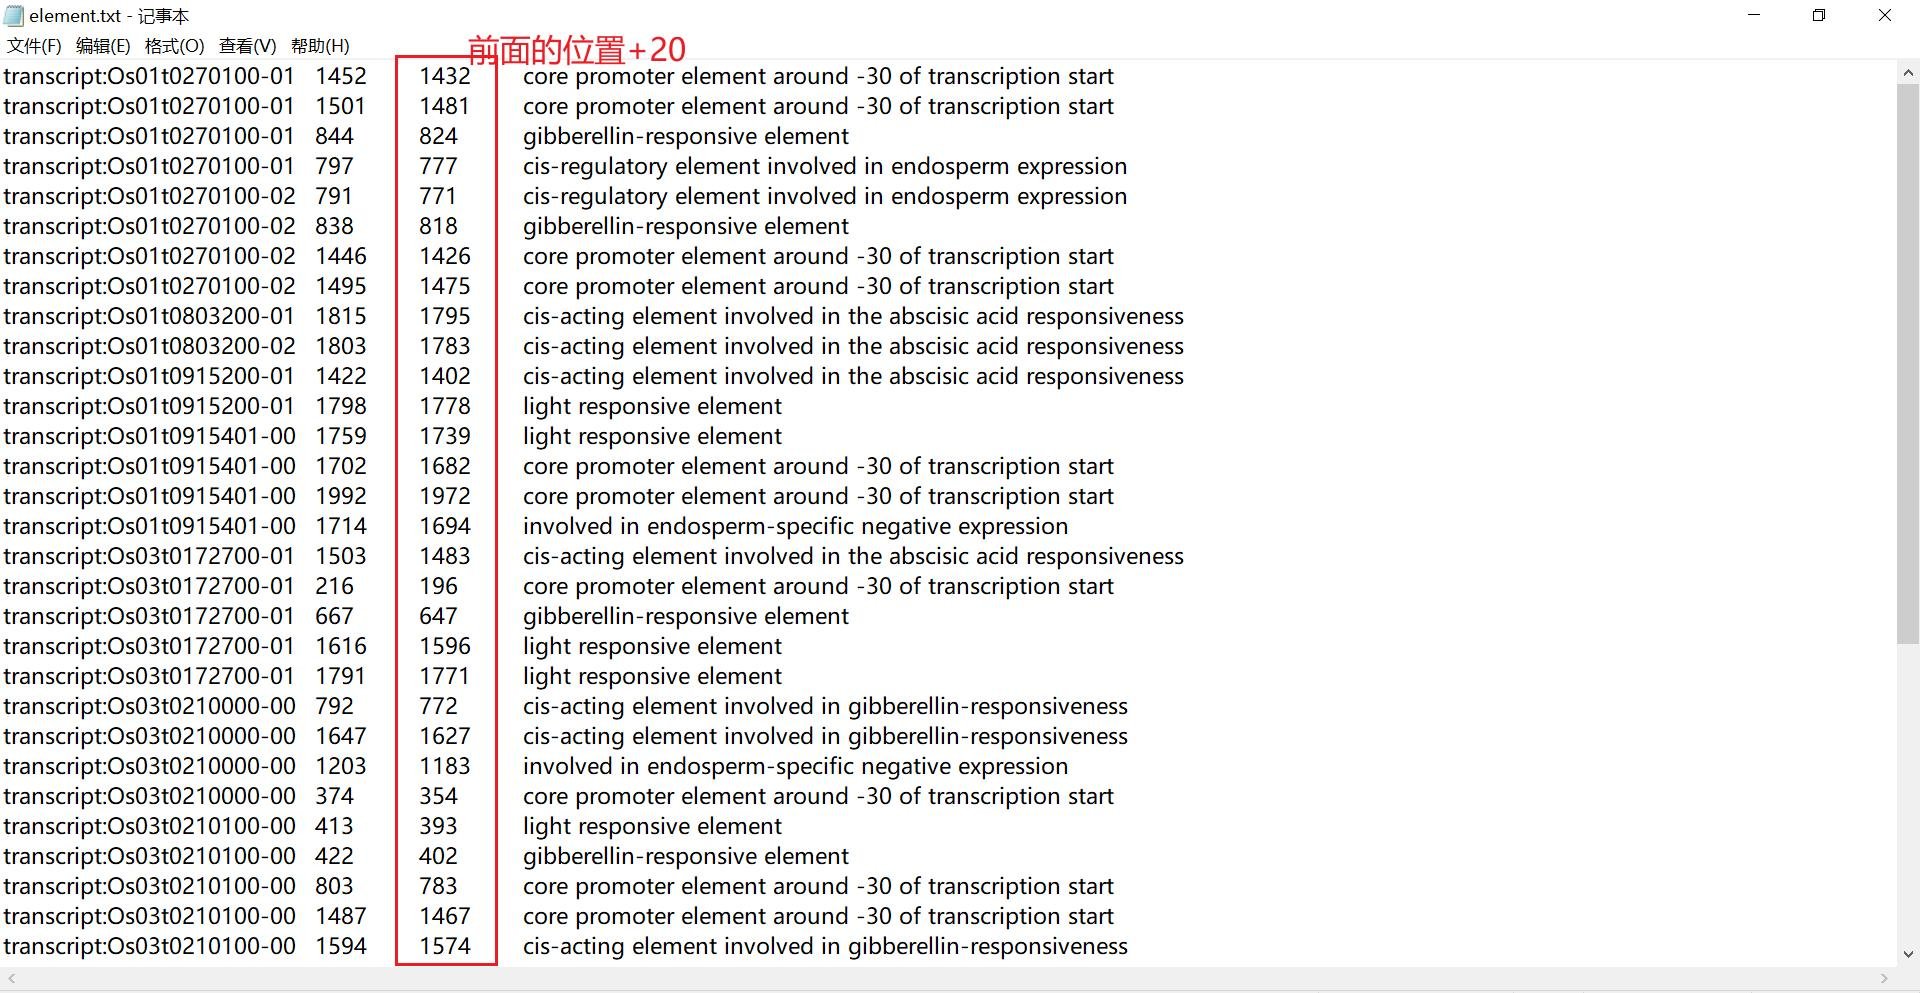 element.txt - 记事本
文件(F) 编辑(E) 格式(O) 查看(V) 帮助(H)
前面的位置+20
transcript:Os01t0270100-01 1452 1432 core promoter element around -30 of transcription start
transcript:Os01t0270100-01 1501 1481 core promoter element around -30 of transcription start
transcript:Os01t0270100-01 844 824 gibberellin-responsive element
transcript:Os01t0270100-01 797 777 cis-regulatory element involved in endosperm expression
transcript:Os01t0270100-02 791 771 cis-regulatory element involved in endosperm expression
transcript:Os01t0270100-02 838 818 gibberellin-responsive element
transcript:Os01t0270100-02 1446 1426 core promoter element around -30 of transcription start
transcript:Os01t0270100-02 1495 1475 core promoter element around -30 of transcription start
transcript:Os01t0803200-01 1815 1795 cis-acting element involved in the abscisic acid responsiveness
transcript:Os01t0803200-02 1803 1783 cis-acting element involved in the abscisic acid responsiveness
transcript:Os01t0915200-01 1422 1402 cis-acting element involved in the abscisic acid responsiveness
transcript:Os01t0915200-01 1798 1778 light responsive element
transcript:Os01t0915401-00 1759 1739 light responsive element
transcript:Os01t0915401-00 1702 1682 core promoter element around -30 of transcription start
transcript:Os01t0915401-00 1992 1972 core promoter element around -30 of transcription start
transcript:Os01t0915401-00 1714 1694 involved in endosperm-specific negative expression
transcript:Os03t0172700-01 1503 1483 cis-acting element involved in the abscisic acid responsiveness
transcript:Os03t0172700-01 216 196 core promoter element around -30 of transcription start
transcript:Os03t0172700-01 667 647 gibberellin-responsive element
transcript:Os03t0172700-01 1616 1596 light responsive element
transcript:Os03t0172700-01 1791 1771 light responsive element
transcript:Os03t0210000-00 792 772 cis-acting element involved in gibberellin-responsiveness
transcript:Os03t0210000-00 1647 1627 cis-acting element involved in gibberellin-responsiveness
transcript:Os03t0210000-00 1203 1183 involved in endosperm-specific negative expression
transcript:Os03t0210000-00 374 354 core promoter element around -30 of transcription start
transcript:Os03t0210100-00 413 393 light responsive element
transcript:Os03t0210100-00 422 402 gibberellin-responsive element
transcript:Os03t0210100-00 803 783 core promoter element around -30 of transcription start
transcript:Os03t0210100-00 1487 1467 core promoter element around -30 of transcription start
transcript:Os03t0210100-00 1594 1574 cis-acting element involved in gibberellin-responsiveness